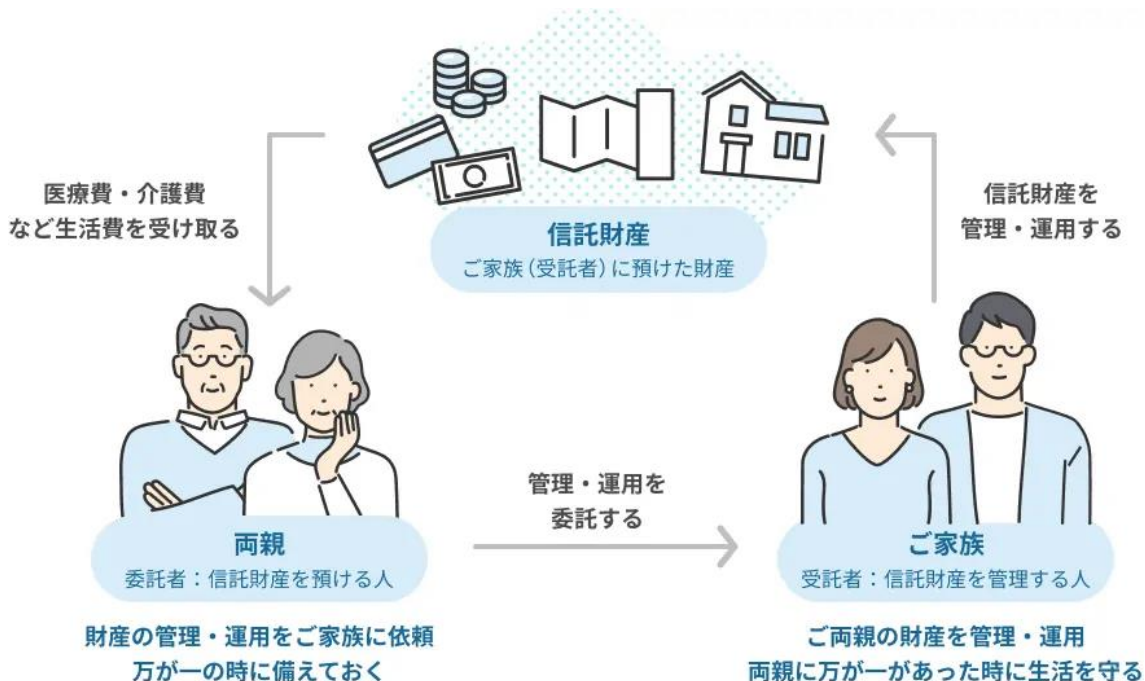 医療費・介護費
など生活費を受け取る
信託財産
ご家族（受託者）に預けた財産
信託財産を
管理・運用する
管理・運用を
委託する
両親
委託者：信託財産を預ける人
財産の管理・運用をご家族に依頼
万が一の時に備えておく
ご家族
受託者：信託財産を管理する人
ご両親の財産を管理・運用
両親に万が一があった時に生活を守る